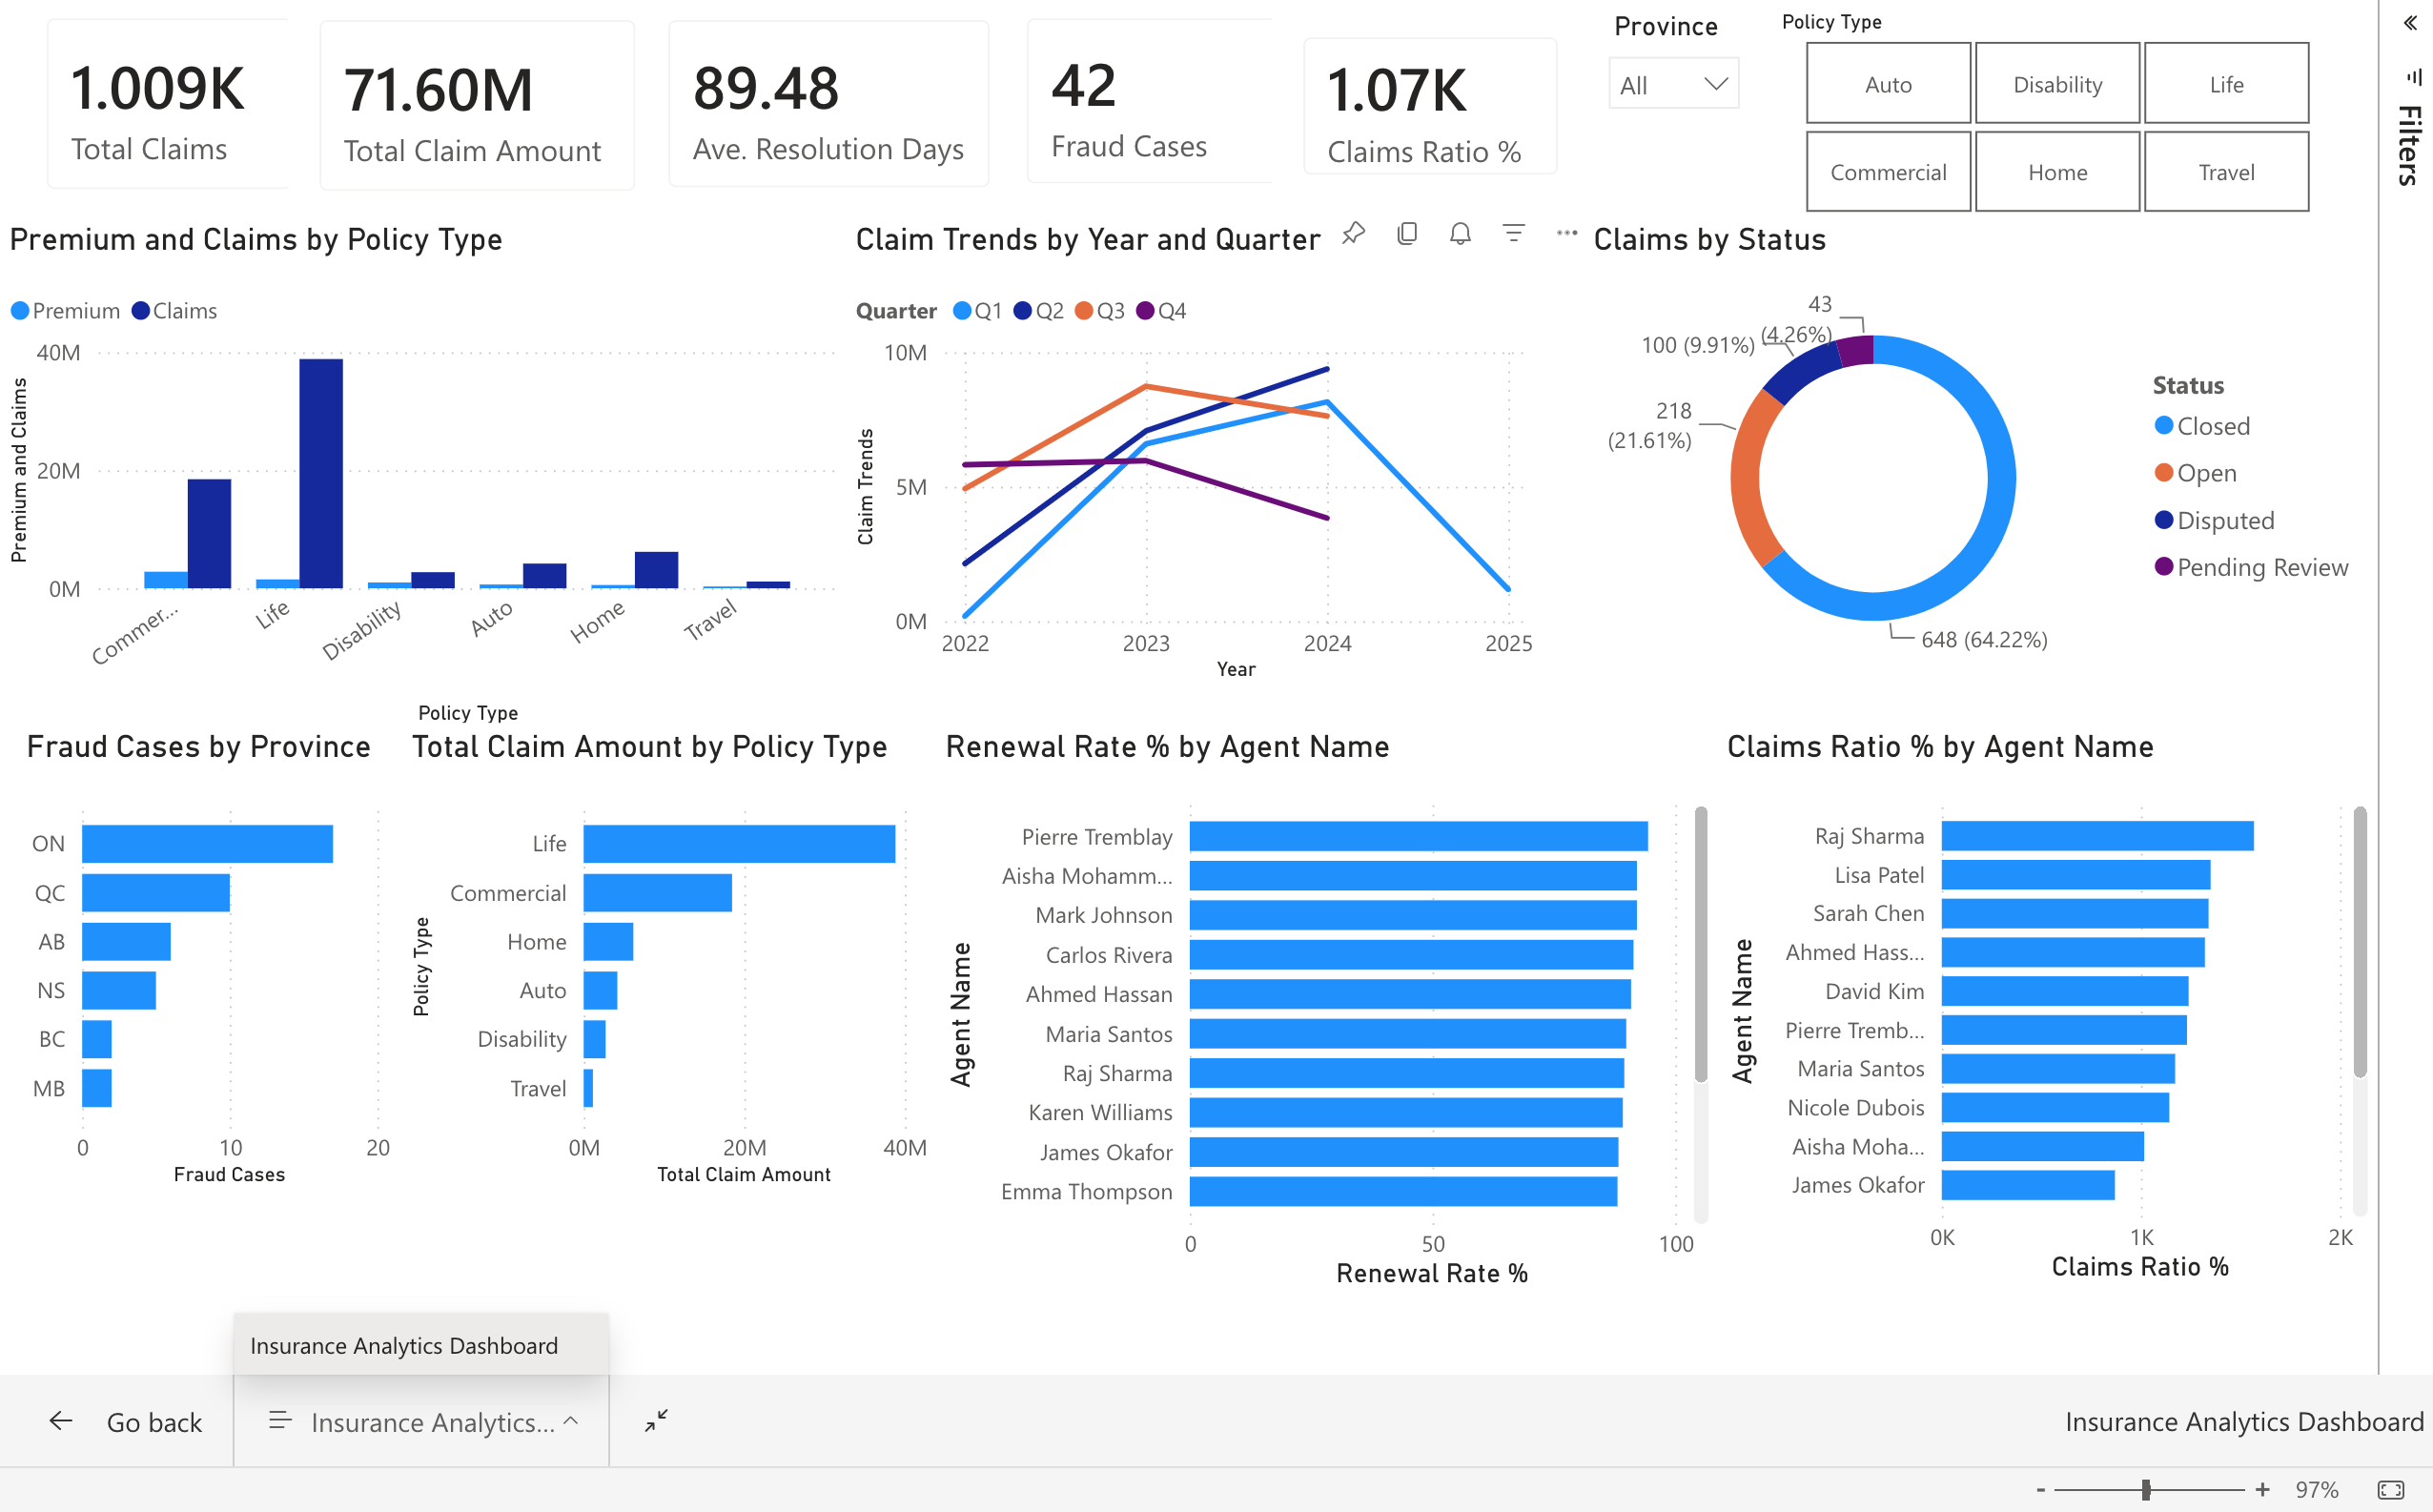 1.009K
Total Claims
71.60M
Total Claim Amount
89.48
Ave. Resolution Days
42
Fraud Cases
1.07K
Claims Ratio %
Province
All
Policy Type
Auto
Disability
Life
Commercial
Home
Travel
Filters
Premium and Claims by Policy Type
Premium
Claims
Premium and Claims
40M
20M
0M
Commer...
Life
Disability
Auto
Home
Travel
Policy Type
Claim Trends by Year and Quarter
Quarter
Q1
Q2
Q3
Q4
Claim Trends
10M
5M
0M
2022
2023
2024
2025
Year
Claims by Status
43
(4.26%)
100 (9.91%)
218
(21.61%)
648 (64.22%)
Status
Closed
Open
Disputed
Pending Review
Fraud Cases by Province
ON
QC
AB
NS
BC
MB
0
10
20
Fraud Cases
Total Claim Amount by Policy Type
Policy Type
Life
Commercial
Home
Auto
Disability
Travel
0M
20M
40M
Total Claim Amount
Renewal Rate % by Agent Name
Agent Name
Pierre Tremblay
Aisha Mohamm...
Mark Johnson
Carlos Rivera
Ahmed Hassan
Maria Santos
Raj Sharma
Karen Williams
James Okafor
Emma Thompson
0
50
100
Renewal Rate %
Claims Ratio % by Agent Name
Agent Name
Raj Sharma
Lisa Patel
Sarah Chen
Ahmed Hass...
David Kim
Pierre Tremb...
Maria Santos
Nicole Dubois
Aisha Moha...
James Okafor
0K
1K
2K
Claims Ratio %
Insurance Analytics Dashboard
Go back
Insurance Analytics...
Insurance Analytics Dashboard
- + 97%